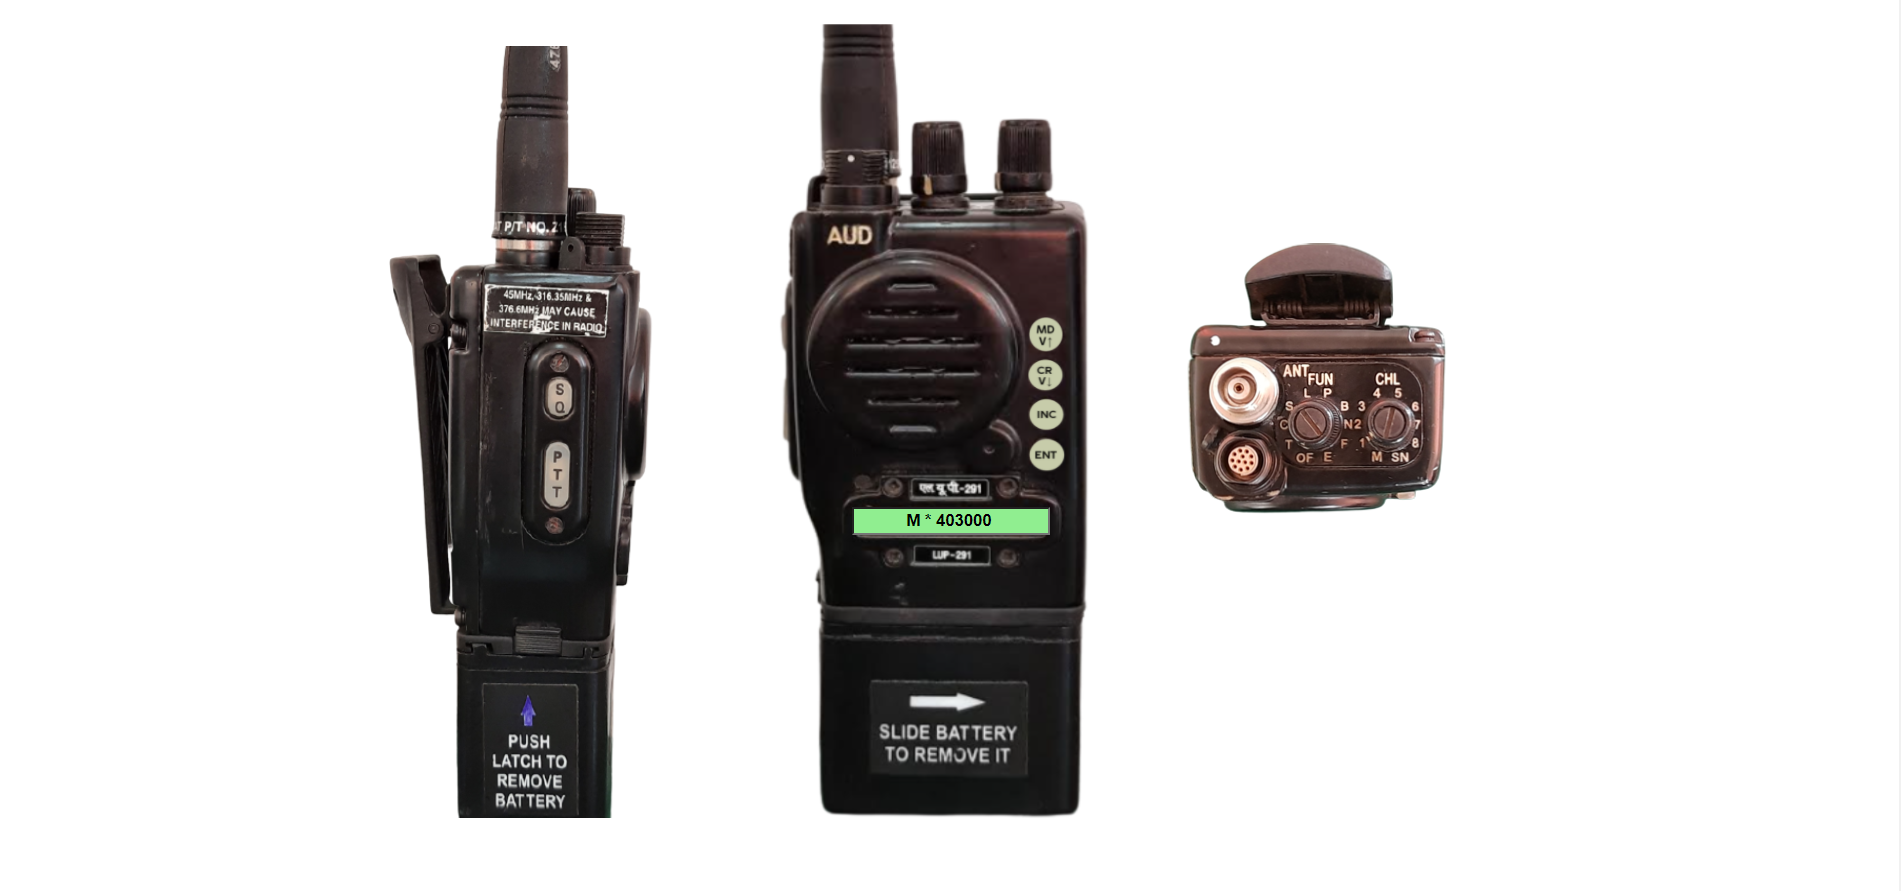 T P/T NO. 21
45MHz, 316.35MHz &
376.6MHz MAY CAUSE
INTERFERENCE IN RADIO
S
Q
P
T
T
PUSH
LATCH TO
REMOVE
BATTERY
AUD
MD
V↑
CR
V↓
INC
ENT
एल.यू.पी.-291
M * 403000
LUP-291
SLIDE BATTERY
TO REMOVE IT
ANT
FUN CHL
L P 4 5
S B 3 6
C N 2 7
T F 1 8
OF E M SN